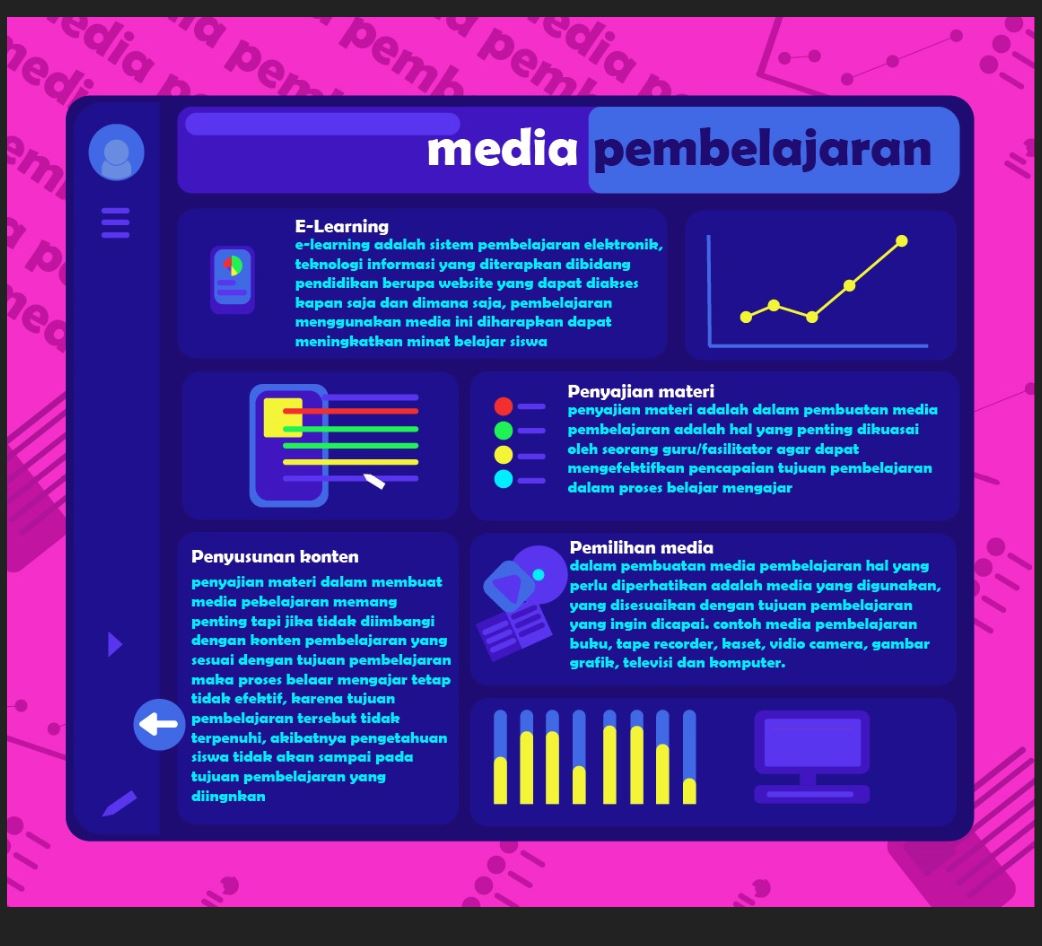 media pembelajaran
E-Learning
e-learning adalah sistem pembelajaran elektronik,
teknologi informasi yang diterapkan dibidang
pendidikan berupa website yang dapat diakses
kapan saja dan dimana saja, pembelajaran
menggunakan media ini diharapkan dapat
meningkatkan minat belajar siswa
Penyajian materi
penyajian materi adalah dalam pembuatan media
pembelajaran adalah hal yang penting dikuasai
oleh seorang guru/fasilitator agar dapat
mengefektifkan pencapaian tujuan pembelajaran
dalam proses belajar mengajar
Penyusunan konten
penyajian materi dalam membuat
media pebelajaran memang
penting tapi jika tidak diimbangi
dengan konten pembelajaran yang
sesuai dengan tujuan pembelajaran
maka proses belaar mengajar tetap
tidak efektif, karena tujuan
pembelajaran tersebut tidak
terpenuhi, akibatnya pengetahuan
siswa tidak akan sampai pada
tujuan pembelajaran yang
diingnkan
Pemilihan media
dalam pembuatan media pembelajaran hal yang
perlu diperhatikan adalah media yang digunakan,
yang disesuaikan dengan tujuan pembelajaran
yang ingin dicapai. contoh media pembelajaran
buku, tape recorder, kaset, vidio camera, gambar
grafik, televisi dan komputer.